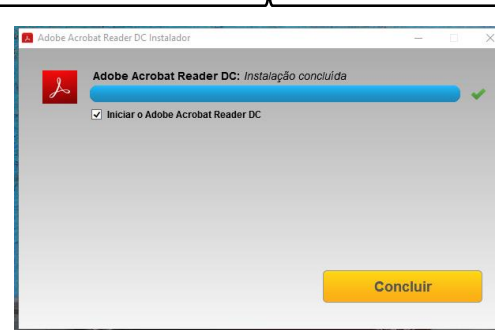 Adobe Acrobat Reader DC Instalador
Adobe Acrobat Reader DC: Instalação concluída
Iniciar o Adobe Acrobat Reader DC
Concluir